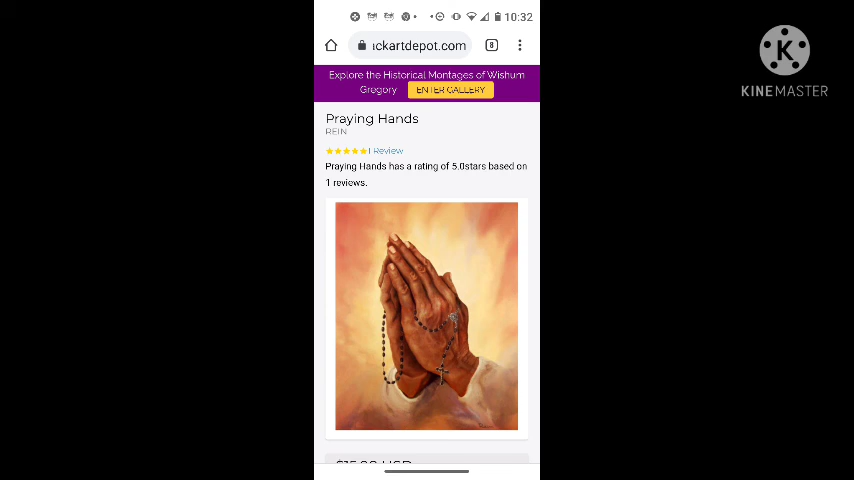 10:32
ıckartdepot.com
8
Explore the Historical Montages of Wishum
Gregory ENTER GALLERY
Praying Hands
REIN
1 Review
Praying Hands has a rating of 5.0stars based on
1 reviews.
K
KINEMASTER